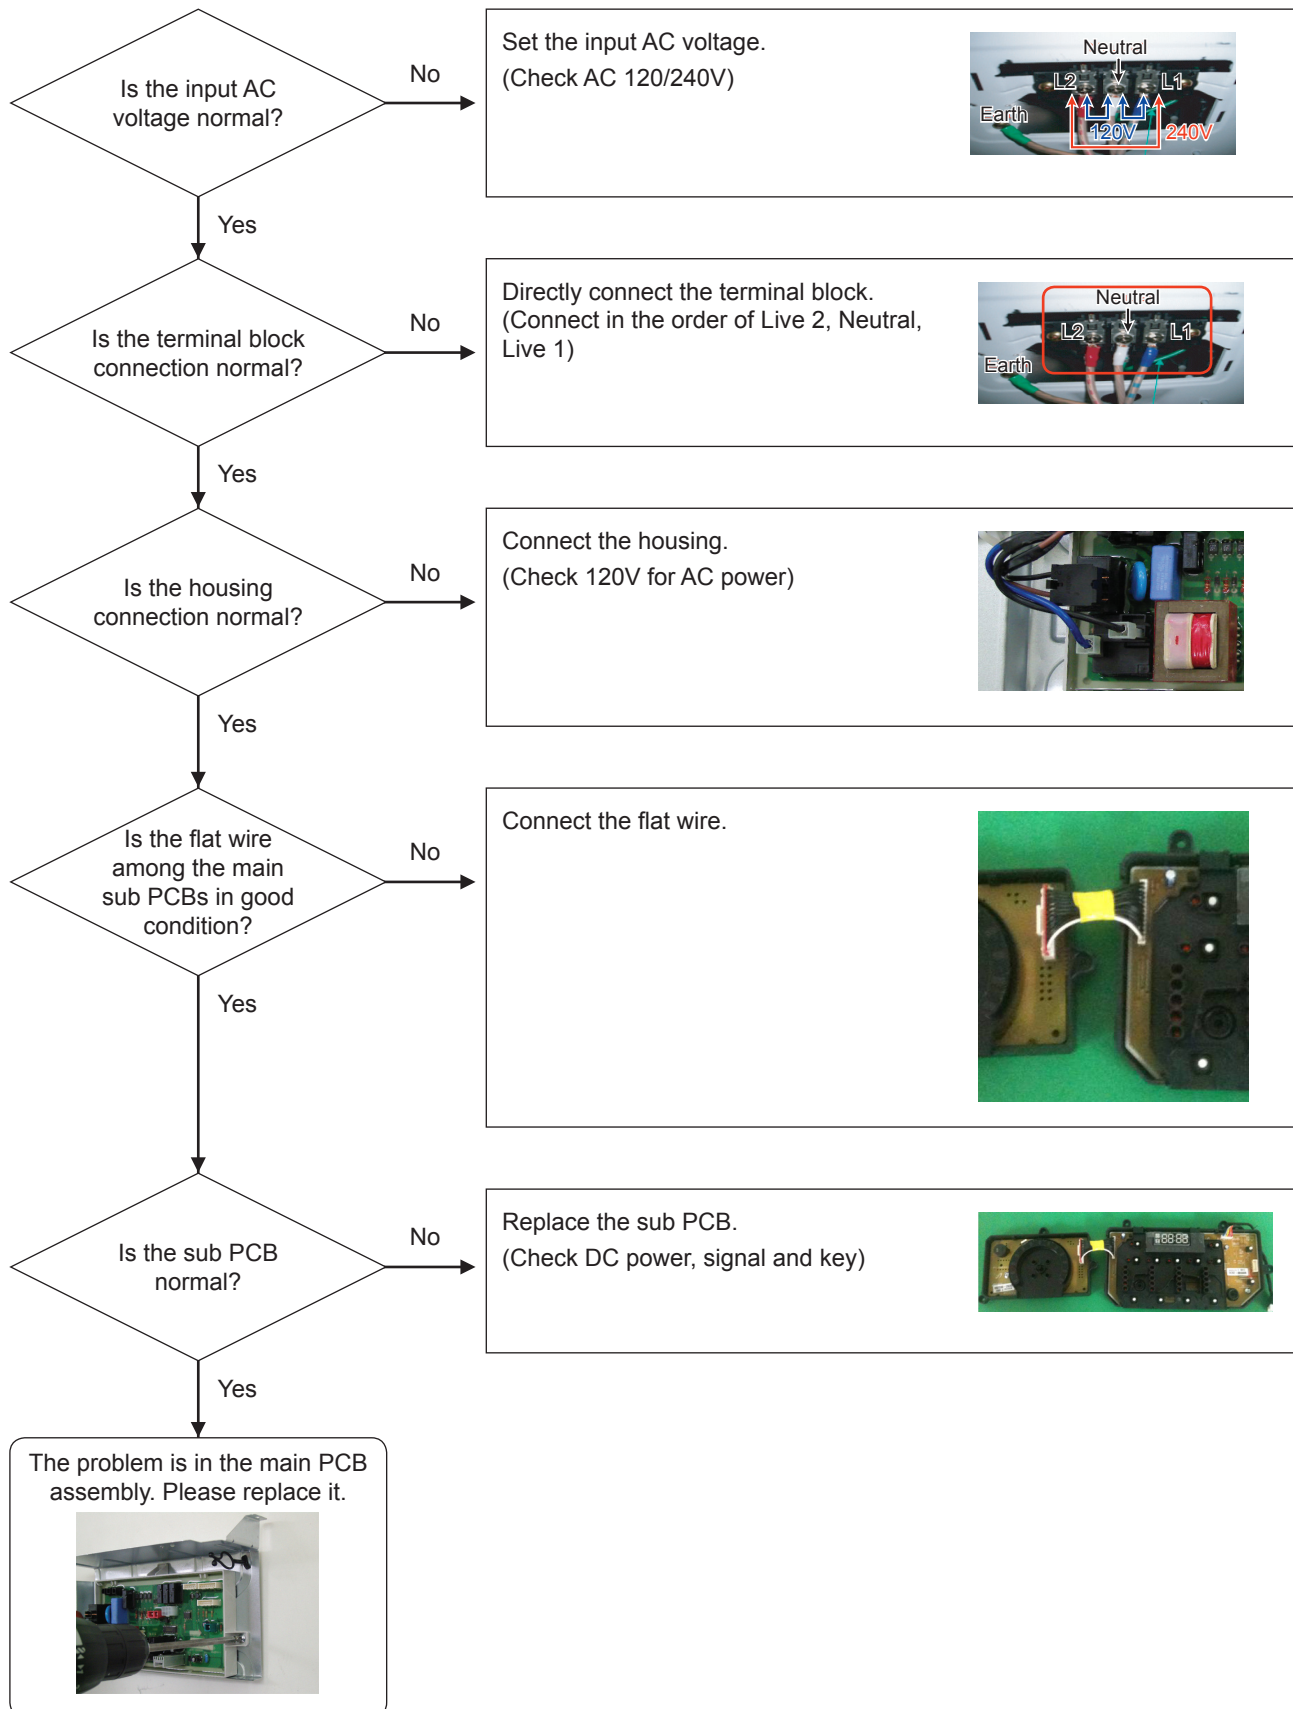 Is the input AC
voltage normal?
No
Set the input AC voltage.
(Check AC 120/240V)
Neutral
L2
L1
Earth
120V
240V
Yes
Is the terminal block
connection normal?
No
Directly connect the terminal block.
(Connect in the order of Live 2, Neutral,
Live 1)
Neutral
L2
L1
Earth
Yes
Is the housing
connection normal?
No
Connect the housing.
(Check 120V for AC power)
Yes
Is the flat wire
among the main
sub PCBs in good
condition?
No
Connect the flat wire.
Yes
Is the sub PCB
normal?
No
Replace the sub PCB.
(Check DC power, signal and key)
Yes
The problem is in the main PCB
assembly. Please replace it.